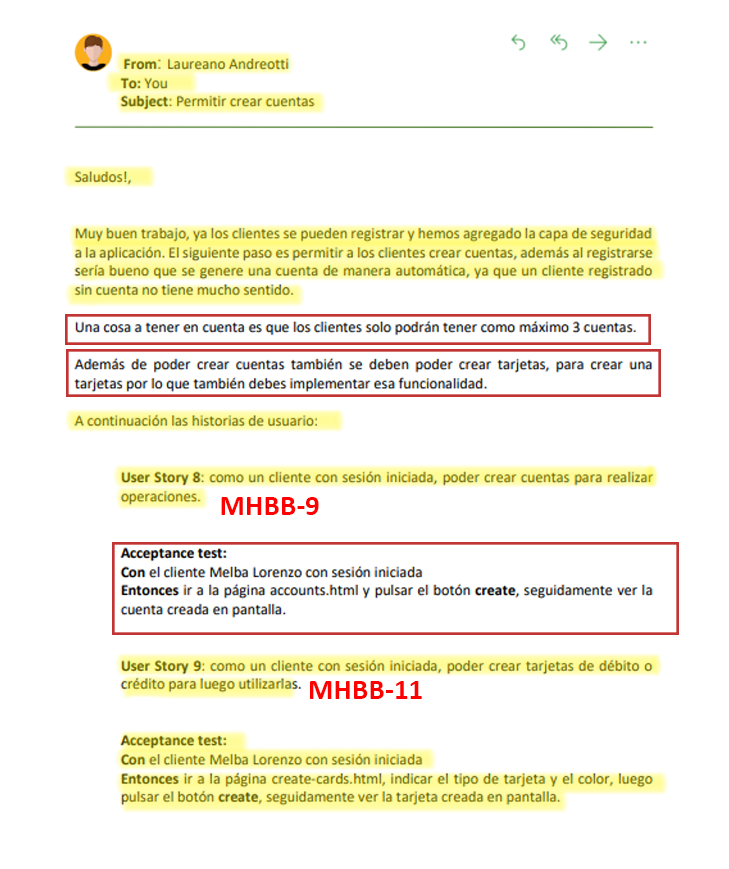 From: Laureano Andreotti
To: You
Subject: Permitir crear cuentas
Saludos!,
Muy buen trabajo, ya los clientes se pueden registrar y hemos agregado la capa de seguridad
a la aplicación. El siguiente paso es permitir a los clientes crear cuentas, además al registrarse
sería bueno que se genere una cuenta de manera automática, ya que un cliente registrado
sin cuenta no tiene mucho sentido.
Una cosa a tener en cuenta es que los clientes solo podrán tener como máximo 3 cuentas.
Además de poder crear cuentas también se deben poder crear tarjetas, para crear una
tarjetas por lo que también debes implementar esa funcionalidad.
A continuación las historias de usuario:
User Story 8: como un cliente con sesión iniciada, poder crear cuentas para realizar
operaciones.
MHBB-9
Acceptance test:
Con el cliente Melba Lorenzo con sesión iniciada
Entonces ir a la página accounts.html y pulsar el botón create, seguidamente ver la
cuenta creada en pantalla.
User Story 9: como un cliente con sesión iniciada, poder crear tarjetas de débito o
crédito para luego utilizarlas.
MHBB-11
Acceptance test:
Con el cliente Melba Lorenzo con sesión iniciada
Entonces ir a la página create-cards.html, indicar el tipo de tarjeta y el color, luego
pulsar el botón create, seguidamente ver la tarjeta creada en pantalla.